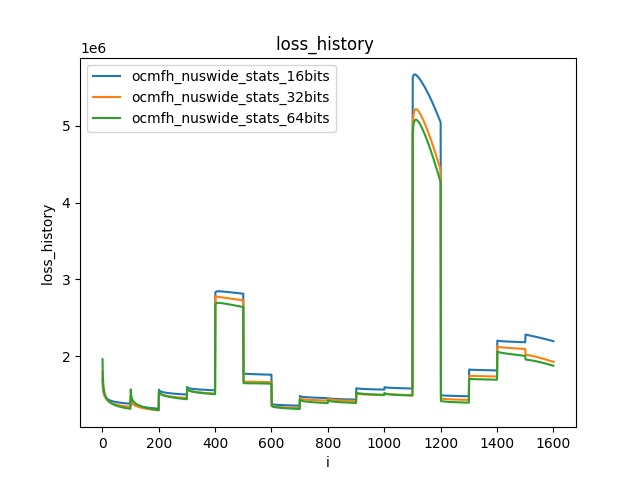 loss_history
1e6
ocmfh_nuswide_stats_16bits
ocmfh_nuswide_stats_32bits
ocmfh_nuswide_stats_64bits
5
4
3
2
loss_history
0 200 400 600 800 1000 1200 1400 1600
i